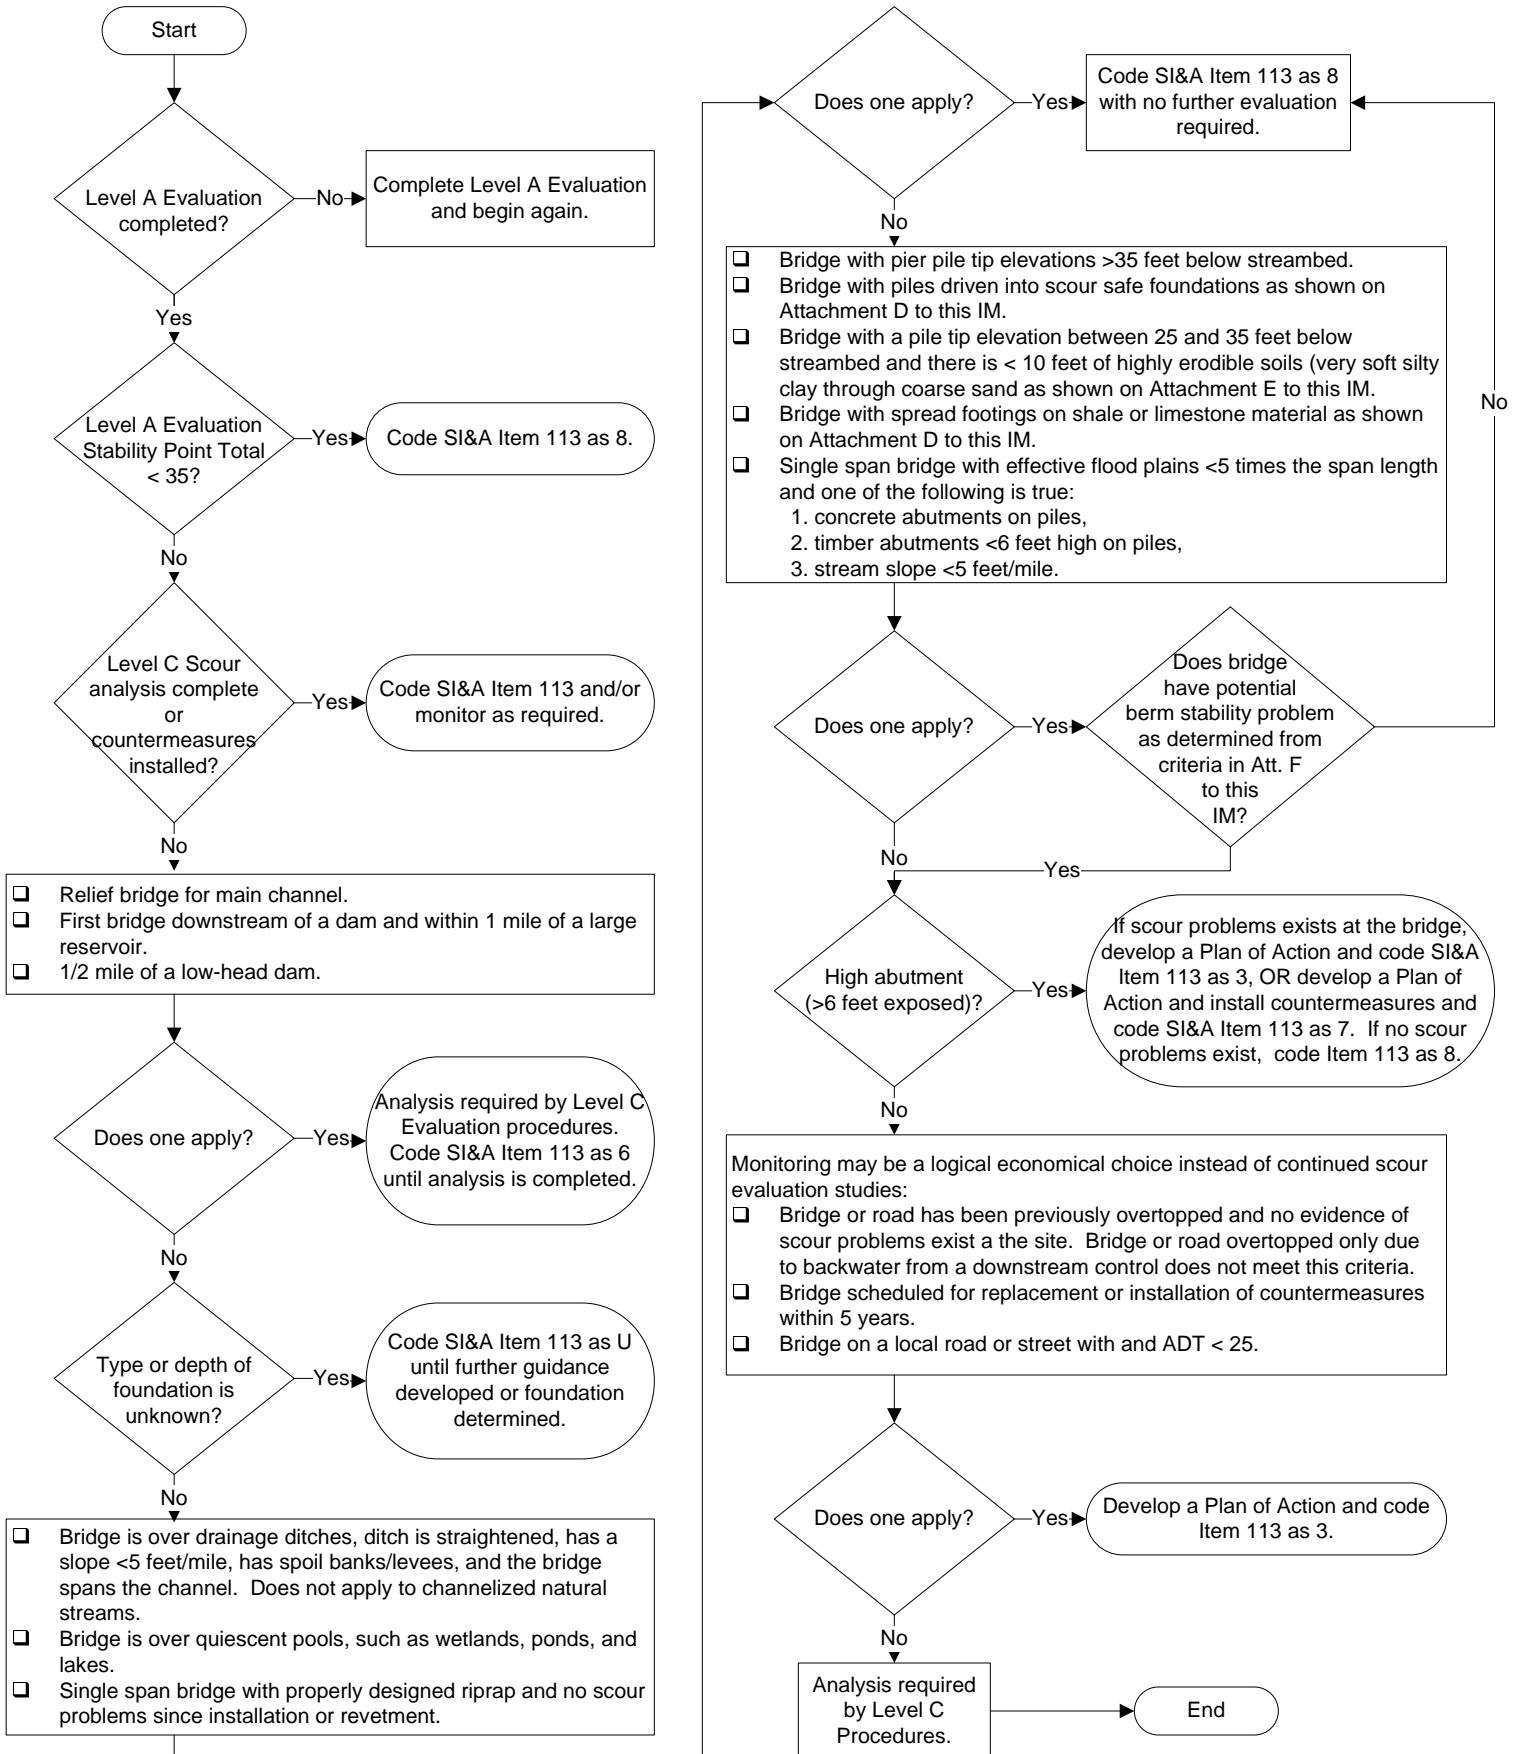 Start
Level A Evaluation
completed?
No
Complete Level A Evaluation
and begin again.
Yes
Level A Evaluation
Stability Point Total
< 35?
Yes
Code SI&A Item 113 as 8.
No
Level C Scour
analysis complete
or
countermeasures
installed?
Yes
Code SI&A Item 113 and/or
monitor as required.
No
Relief bridge for main channel.
First bridge downstream of a dam and within 1 mile of a large
reservoir.
1/2 mile of a low-head dam.
Does one apply?
Yes
Analysis required by Level C
Evaluation procedures.
Code SI&A Item 113 as 6
until analysis is completed.
No
Type or depth of
foundation is
unknown?
Yes
Code SI&A Item 113 as U
until further guidance
developed or foundation
determined.
No
Bridge is over drainage ditches, ditch is straightened, has a
slope <5 feet/mile, has spoil banks/levees, and the bridge
spans the channel.  Does not apply to channelized natural
streams.
Bridge is over quiescent pools, such as wetlands, ponds, and
lakes.
Single span bridge with properly designed riprap and no scour
problems since installation or revetment.
Does one apply?
Yes
Code SI&A Item 113 as 8
with no further evaluation
required.
No
Bridge with pier pile tip elevations >35 feet below streambed.
Bridge with piles driven into scour safe foundations as shown on
Attachment D to this IM.
Bridge with a pile tip elevation between 25 and 35 feet below
streambed and there is < 10 feet of highly erodible soils (very soft silty
clay through coarse sand as shown on Attachment E to this IM.
Bridge with spread footings on shale or limestone material as shown
on Attachment D to this IM.
Single span bridge with effective flood plains <5 times the span length
and one of the following is true:
1. concrete abutments on piles,
2. timber abutments <6 feet high on piles,
3. stream slope <5 feet/mile.
Does one apply?
Yes
Does bridge
have potential
berm stability problem
as determined from
criteria in Att. F
to this
IM?
No
No
Yes
High abutment
(>6 feet exposed)?
Yes
If scour problems exists at the bridge,
develop a Plan of Action and code SI&A
Item 113 as 3, OR develop a Plan of
Action and install countermeasures and
code SI&A Item 113 as 7.  If no scour
problems exist,  code Item 113 as 8.
No
Monitoring may be a logical economical choice instead of continued scour
evaluation studies:
Bridge or road has been previously overtopped and no evidence of
scour problems exist a the site.  Bridge or road overtopped only due
to backwater from a downstream control does not meet this criteria.
Bridge scheduled for replacement or installation of countermeasures
within 5 years.
Bridge on a local road or street with and ADT < 25.
Does one apply?
Yes
Develop a Plan of Action and code
Item 113 as 3.
No
Analysis required
by Level C
Procedures.
End